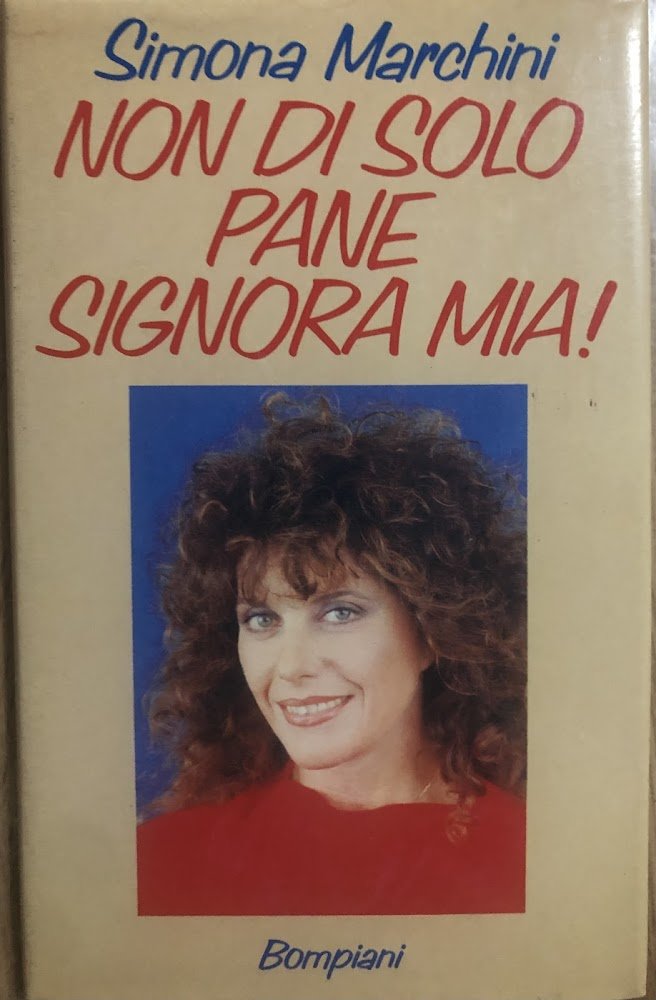 Simona Marchini
NON DI SOLO
PANE
SIGNORA MIA!
Bompiani